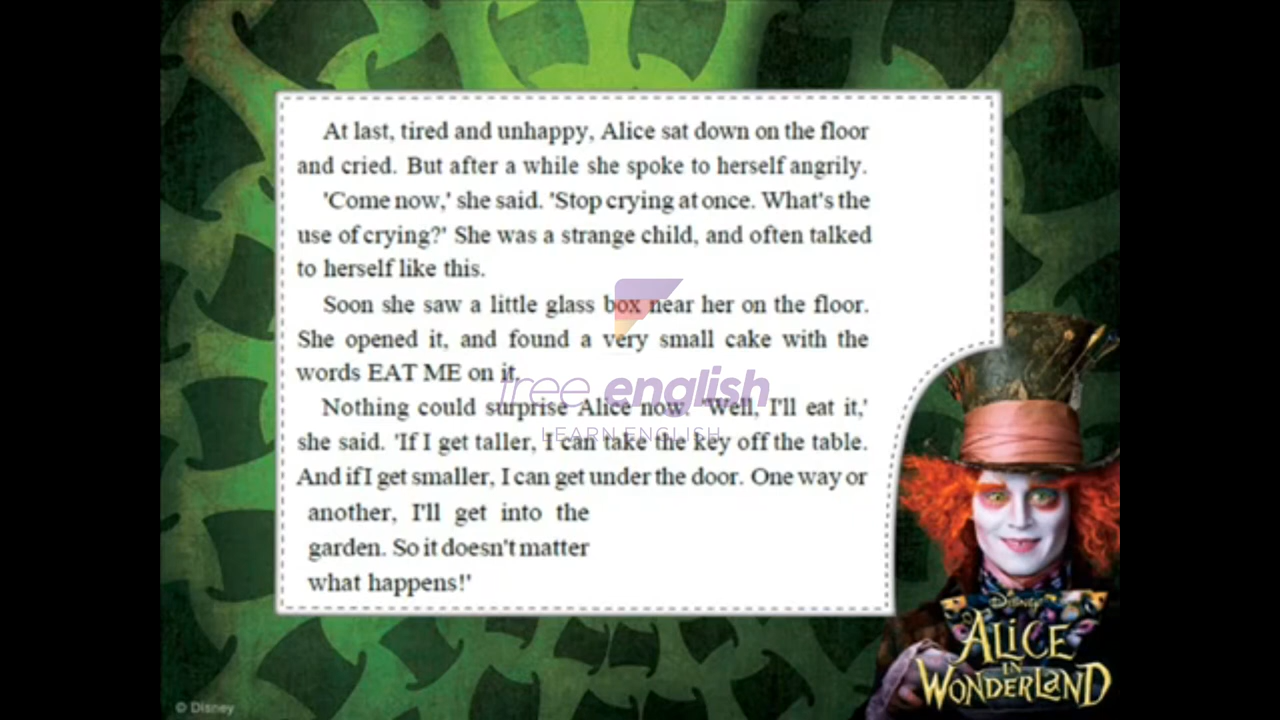 At last, tired and unhappy, Alice sat down on the floor
and cried. But after a while she spoke to herself angrily.
'Come now,' she said. 'Stop crying at once. What's the
use of crying?' She was a strange child, and often talked
to herself like this.
Soon she saw a little glass box near her on the floor.
She opened it, and found a very small cake with the
words EAT ME on it.
Nothing could surprise Alice now. 'Well, I'll eat it,'
she said. 'If I get taller, I can take the key off the table.
And if I get smaller, I can get under the door. One way or
another, I'll get into the
garden. So it doesn't matter
what happens!'
free english
LEARN ENGLISH
Disney
ALICE
IN
WONDERLAND
© Disney